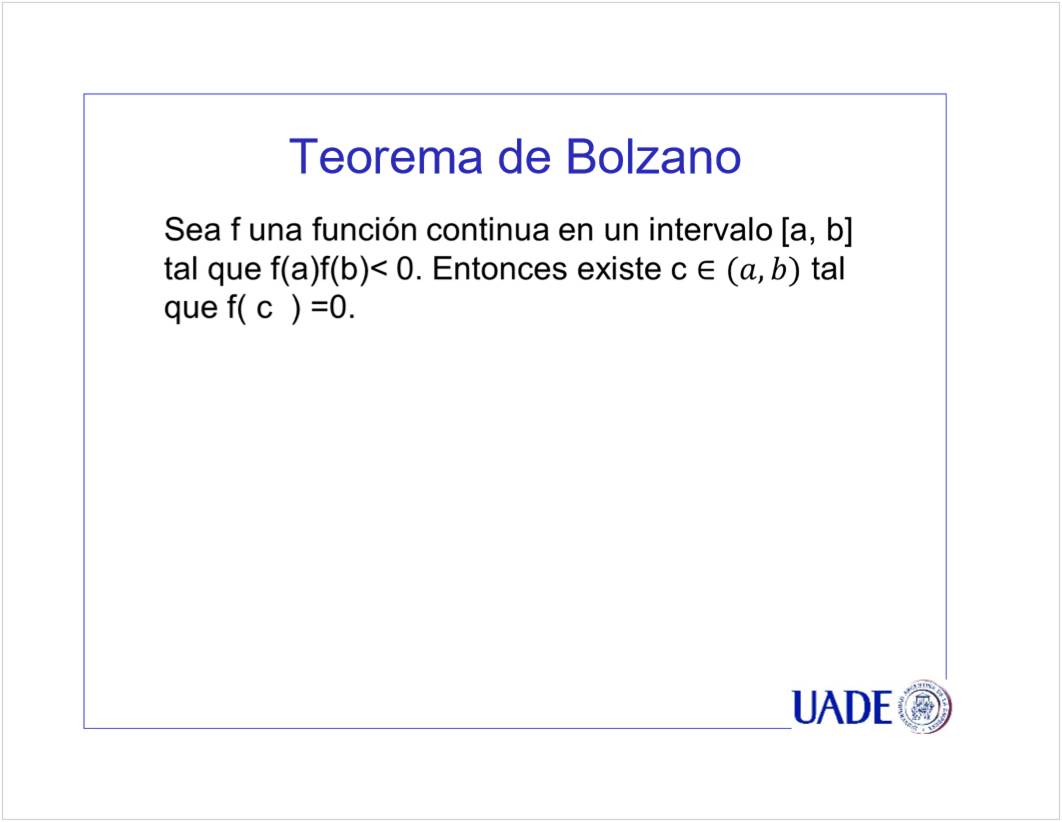 Teorema de Bolzano
Sea f una función continua en un intervalo [a, b]
tal que f(a)f(b)< 0. Entonces existe c ∈ (a, b) tal
que f( c  ) =0.
UADE